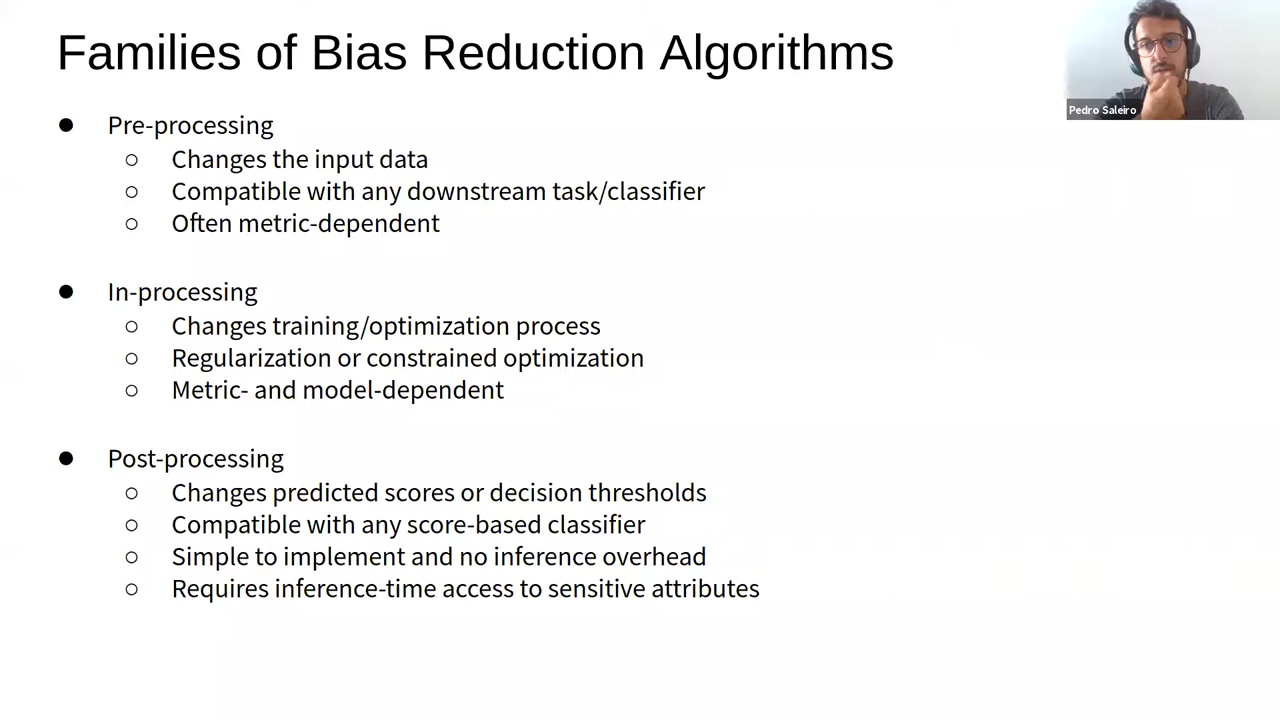 Families of Bias Reduction Algorithms
Pedro Saleiro
● Pre-processing
○ Changes the input data
○ Compatible with any downstream task/classifier
○ Often metric-dependent
● In-processing
○ Changes training/optimization process
○ Regularization or constrained optimization
○ Metric- and model-dependent
● Post-processing
○ Changes predicted scores or decision thresholds
○ Compatible with any score-based classifier
○ Simple to implement and no inference overhead
○ Requires inference-time access to sensitive attributes